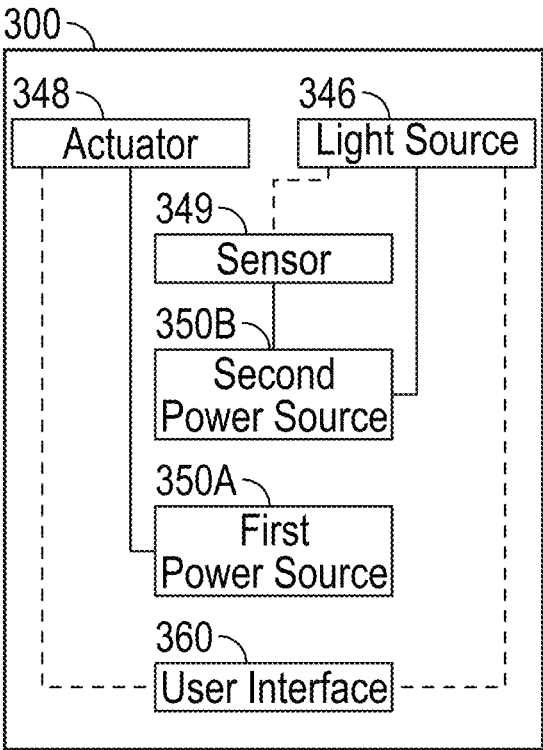 300
348
346
Actuator
Light Source
349
Sensor
350B
Second
Power Source
350A
First
Power Source
360
User Interface